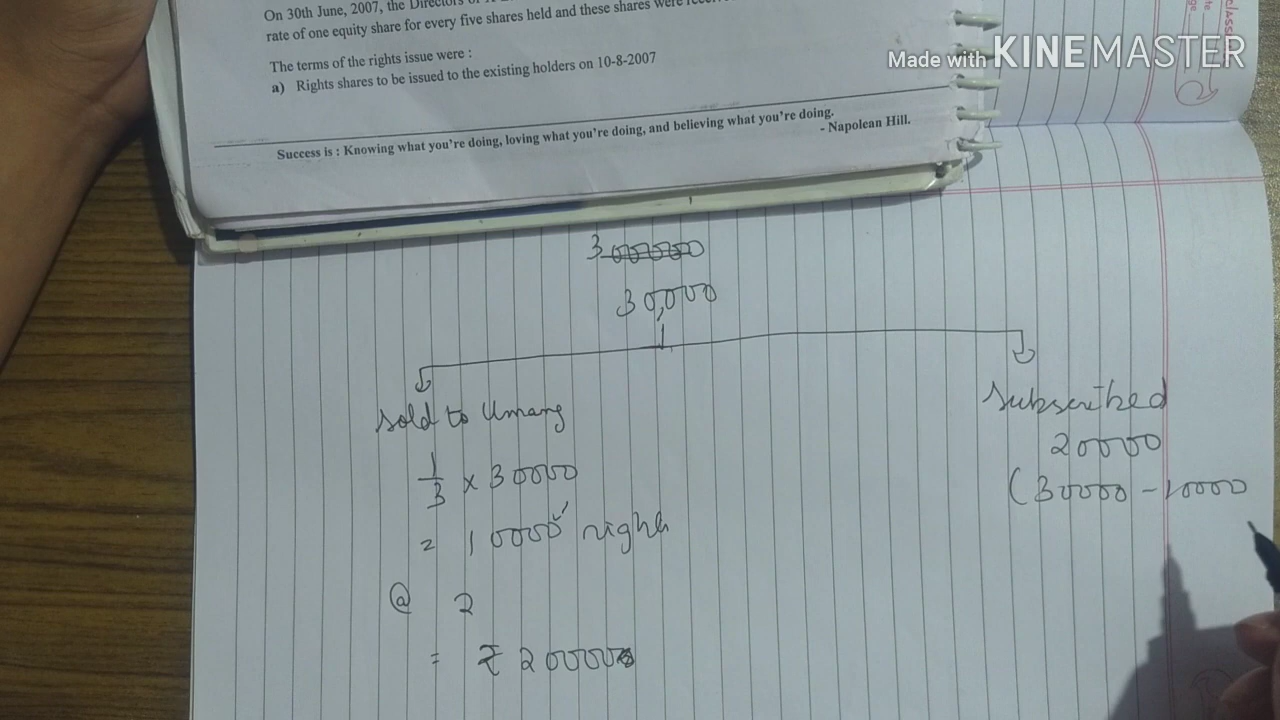 On 30th June, 2007, the Directors of
rate of one equity share for every five shares held and these shares were
The terms of the rights issue were :
a) Rights shares to be issued to the existing holders on 10-8-2007
Success is : Knowing what you're doing, loving what you're doing, and believing what you're doing.
- Napolean Hill.
Made with KINEMASTER
30,000
Sold to Umang
1/3 x 30000
= 10000 rights
@ 2
= ₹ 20000
Subscribed
20000
(30000 - 10000